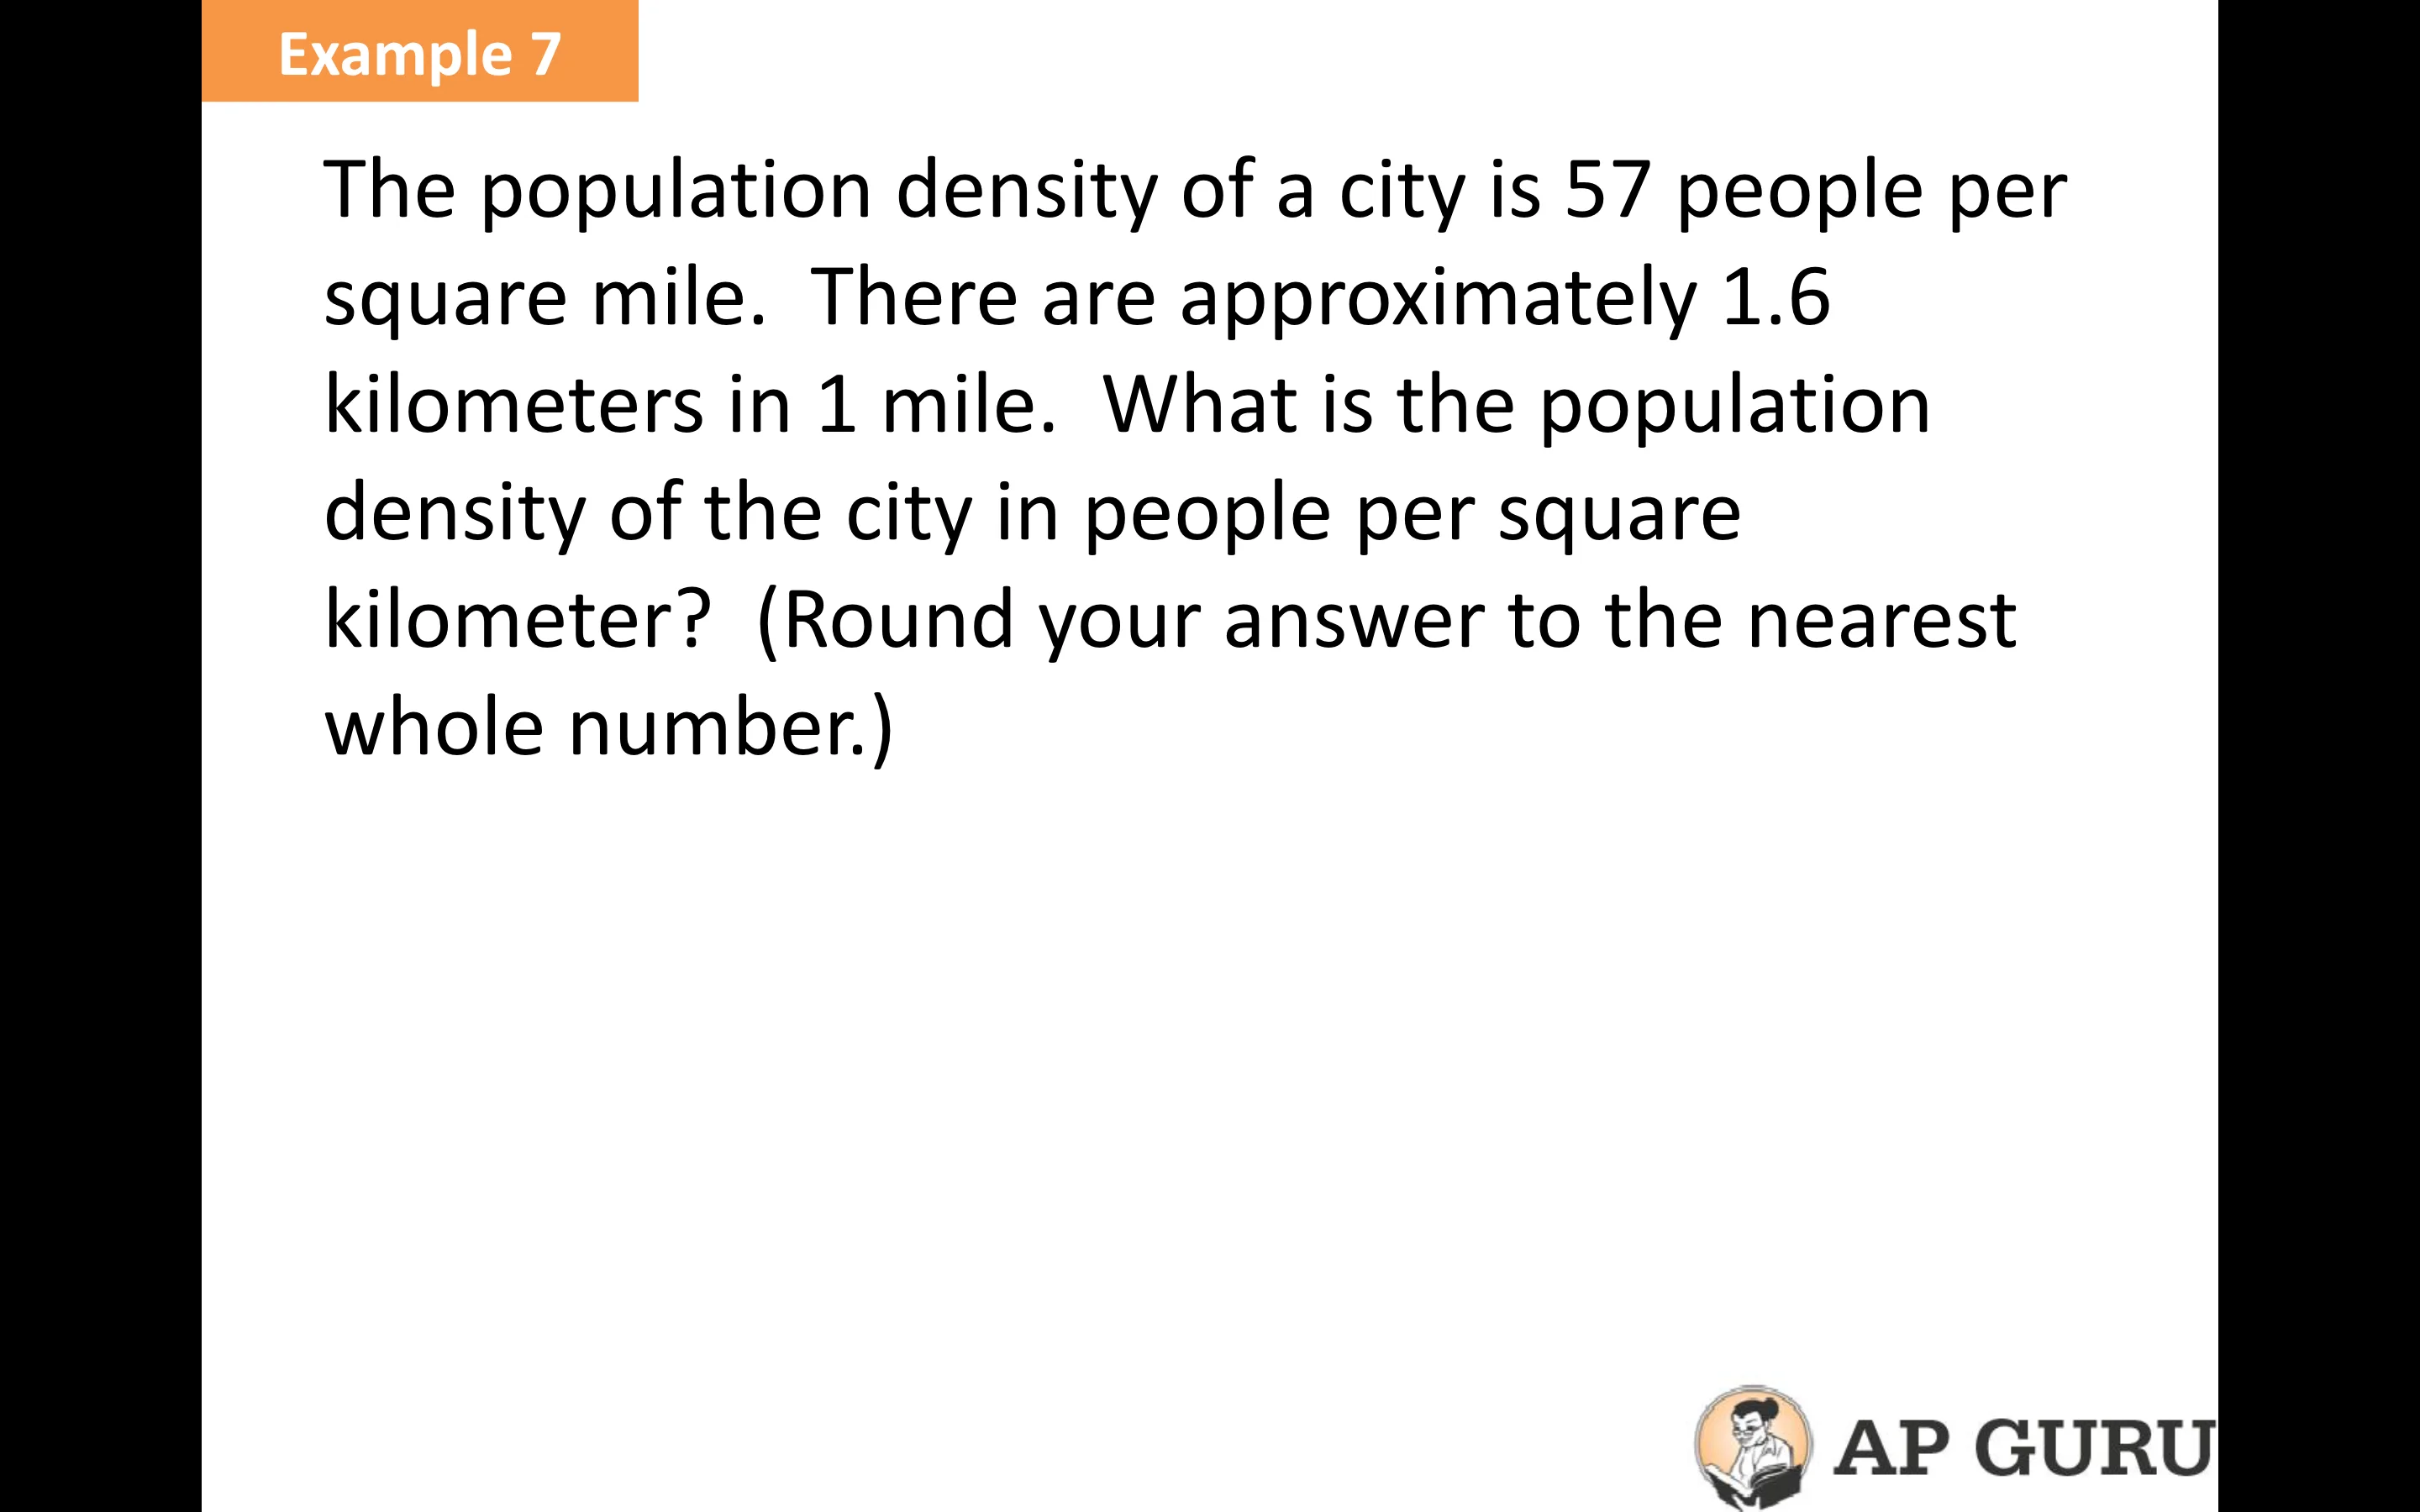 Example 7
The population density of a city is 57 people per
square mile.  There are approximately 1.6
kilometers in 1 mile.  What is the population
density of the city in people per square
kilometer?  (Round your answer to the nearest
whole number.)
AP GURU